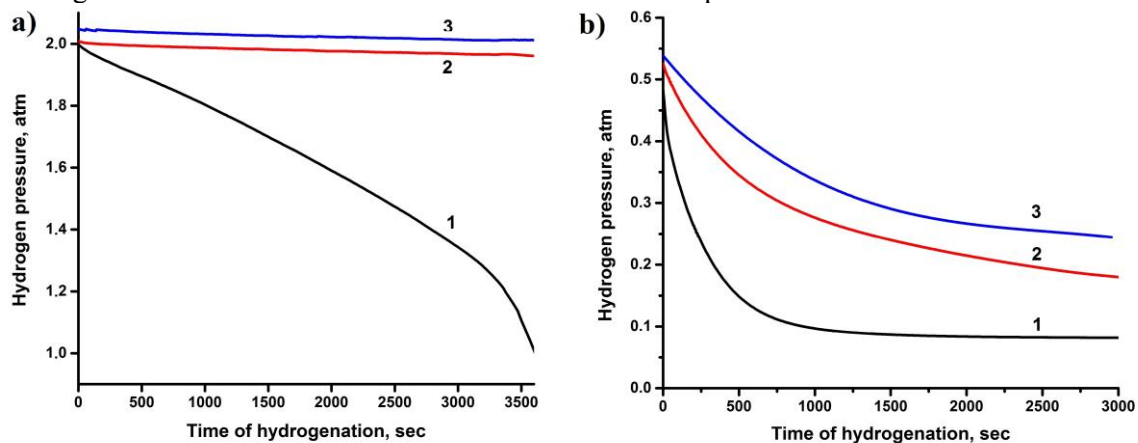 a)
3
2
1
2.0
1.8
1.6
1.4
1.2
1.0
Hydrogen pressure, atm
0 500 1000 1500 2000 2500 3000 3500
Time of hydrogenation, sec
b)
0.6
0.5
0.4
0.3
0.2
0.1
0.0
Hydrogen pressure, atm
3
2
1
0 500 1000 1500 2000 2500 3000
Time of hydrogenation, sec